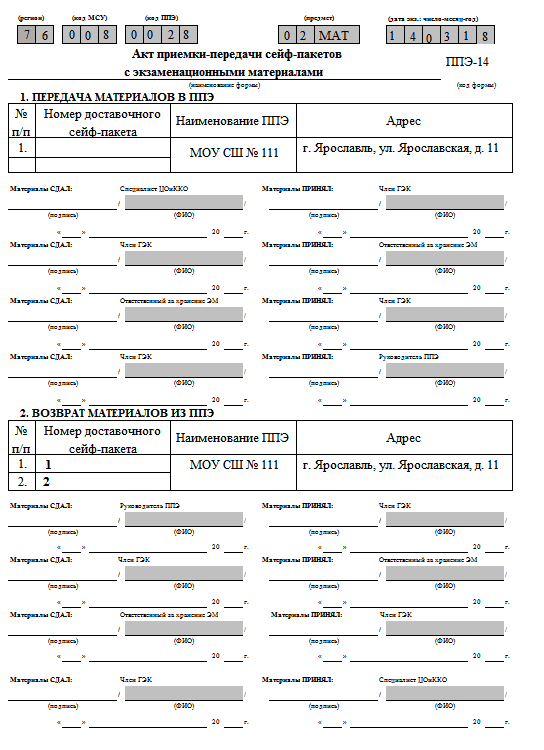 (регион) (код МСУ) (код ППЭ) (предмет) (дата экз.: число-месяц-год)
7 6 0 0 8 0 0 2 8 0 2 МАТ 1 4 0 3 1 8
Акт приемки-передачи сейф-пакетов
с экзаменационными материалами
ППЭ-14
(наименование формы) (код формы)
1. ПЕРЕДАЧА МАТЕРИАЛОВ В ППЭ
№ п/п Номер доставочного сейф-пакета Наименование ППЭ Адрес
1. МОУ СШ № 111 г. Ярославль, ул. Ярославская, д. 11
Материалы СДАЛ: Специалист ЦОиККО Материалы ПРИНЯЛ: Член ГЭК
/ / / /
(подпись) (ФИО) (подпись) (ФИО)
« » 20 г. « » 20 г.
Материалы СДАЛ: Член ГЭК Материалы ПРИНЯЛ: Ответственный за хранение ЭМ
/ / / /
(подпись) (ФИО) (подпись) (ФИО)
« » 20 г. « » 20 г.
Материалы СДАЛ: Ответственный за хранение ЭМ Материалы ПРИНЯЛ: Член ГЭК
/ / / /
(подпись) (ФИО) (подпись) (ФИО)
« » 20 г. « » 20 г.
Материалы СДАЛ: Член ГЭК Материалы ПРИНЯЛ: Руководитель ППЭ
/ / / /
(подпись) (ФИО) (подпись) (ФИО)
« » 20 г. « » 20 г.
2. ВОЗВРАТ МАТЕРИАЛОВ ИЗ ППЭ
№ п/п Номер доставочного сейф-пакета Наименование ППЭ Адрес
1. 1 МОУ СШ № 111 г. Ярославль, ул. Ярославская, д. 11
2. 2
Материалы СДАЛ: Руководитель ППЭ Материалы ПРИНЯЛ: Член ГЭК
/ / / /
(подпись) (ФИО) (подпись) (ФИО)
« » 20 г. « » 20 г.
Материалы СДАЛ: Член ГЭК Материалы ПРИНЯЛ: Ответственный за хранение ЭМ
/ / / /
(подпись) (ФИО) (подпись) (ФИО)
« » 20 г. « » 20 г.
Материалы СДАЛ: Ответственный за хранение ЭМ Материалы ПРИНЯЛ: Член ГЭК
/ / / /
(подпись) (ФИО) (подпись) (ФИО)
« » 20 г. « » 20 г.
Материалы СДАЛ: Член ГЭК Материалы ПРИНЯЛ: Специалист ЦОиККО
/ / / /
(подпись) (ФИО) (подпись) (ФИО)
« » 20 г. « » 20 г.